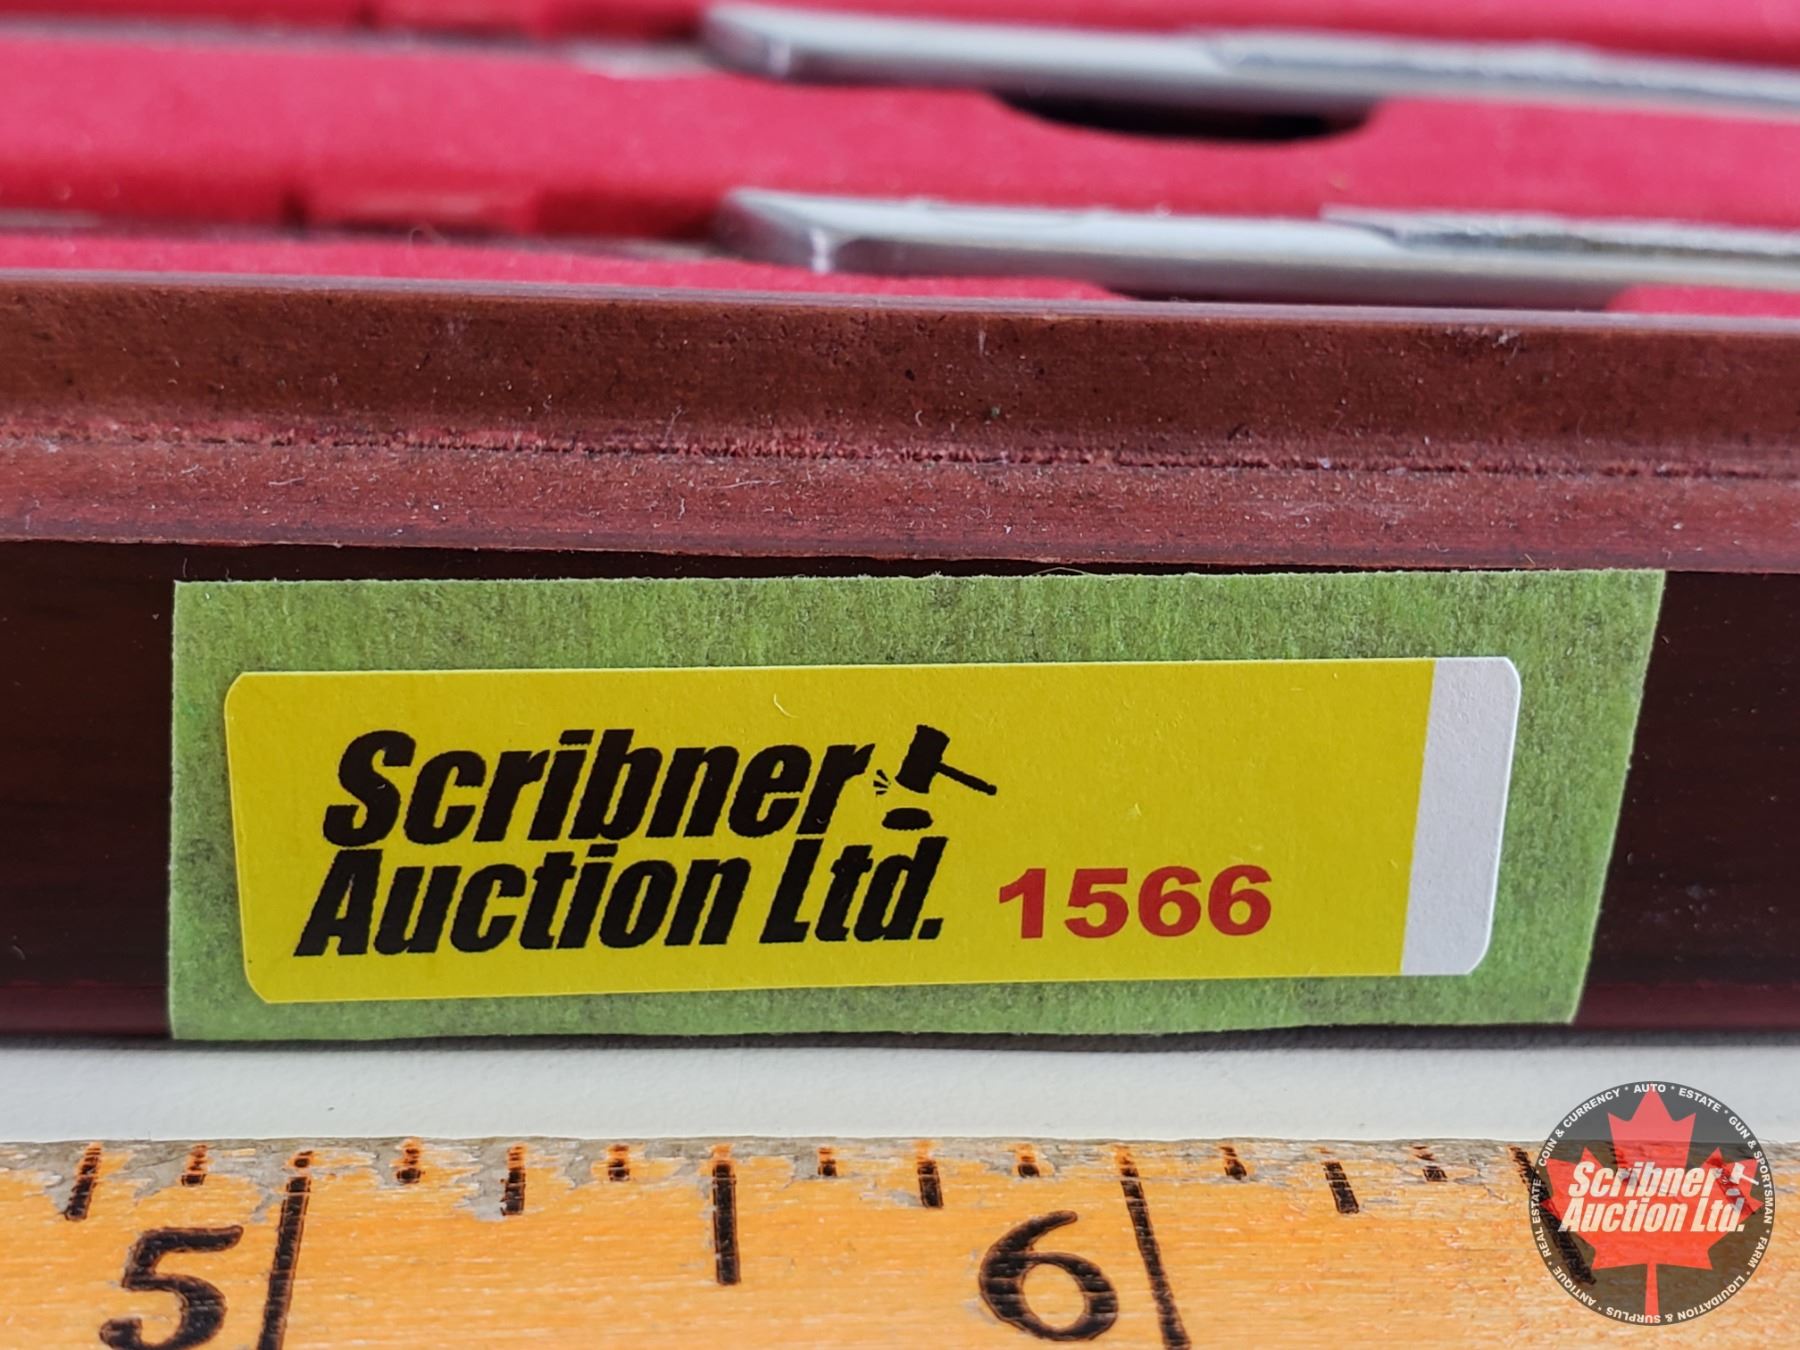 Scribner
Auction Ltd. 1566
5 6
COIN & CURRENCY * AUTO * ESTATE * GUN & SPORTSMAN * FARM * LIQUIDATION & SURPLUS * ANTIQUE * REAL ESTATE *
Scribner
Auction Ltd.